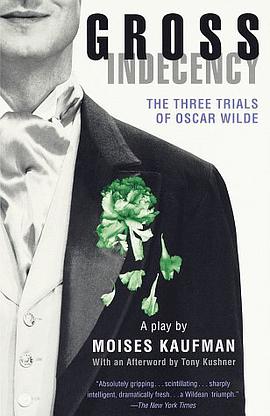 GROSS
INDECENCY
THE THREE TRIALS
OF OSCAR WILDE
A play by
MOISES KAUFMAN
With an Afterword by Tony Kushner
"Absolutely gripping . . . scintillating . . . sharply
intelligent, dramatically fresh . . . a Wildean triumph."
—The New York Times